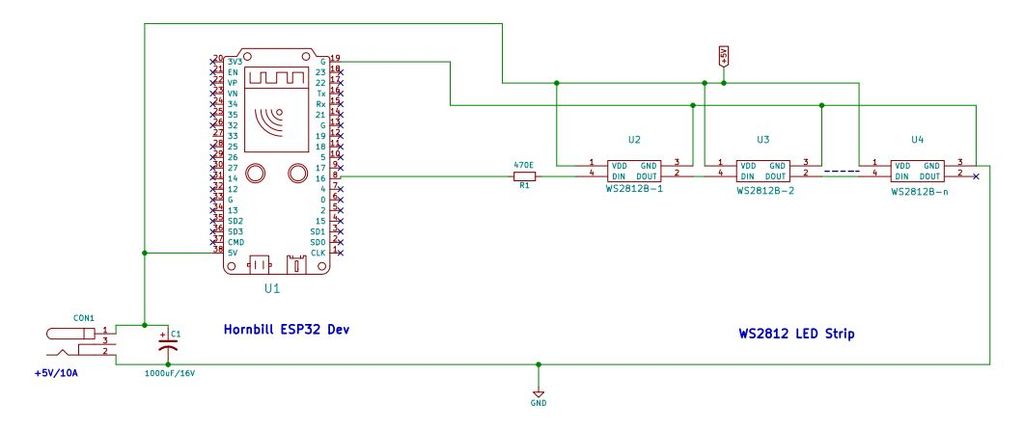 +5V
20 3V3 G 19
21 EN 23 18
22 VP 22 17
23 VN Tx 16
24 34 Rx 15
25 35 21 14
26 32 G 13
27 33 19 12
28 25 18 11
29 26 5 10
30 27 17 9
31 14 16 8
32 12 4 7
33 G 0 6
34 13 2 5
35 SD2 15 4
36 SD3 SD1 3
37 CMD SD0 2
38 5V CLK 1
U1
470E
R1
U2
1 VDD GND 3
4 DIN DOUT 2
WS2812B-1
U3
1 VDD GND 3
4 DIN DOUT 2
WS2812B-2
U4
1 VDD GND 3
4 DIN DOUT 2
WS2812B-n
Hornbill ESP32 Dev
WS2812 LED Strip
CON1
1
3
2
+5V/10A
+
C1
1000uF/16V
GND